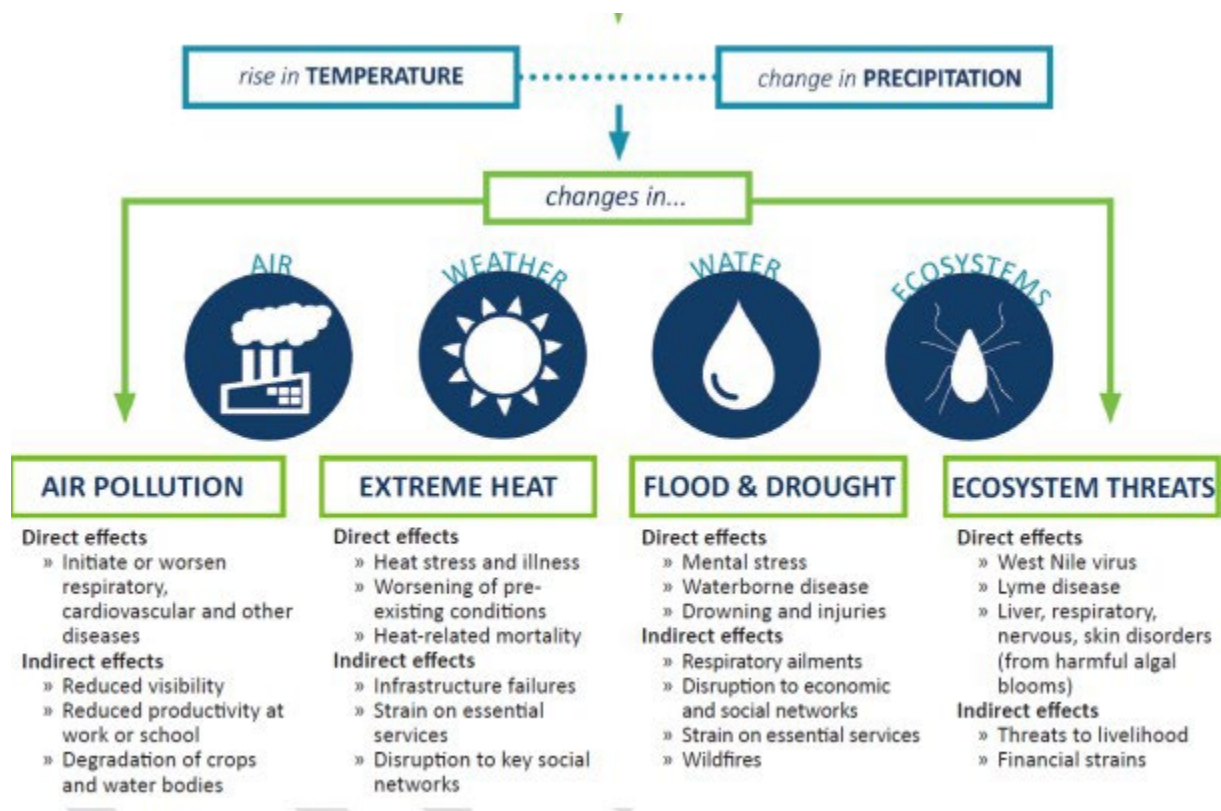 rise in TEMPERATURE
change in PRECIPITATION
changes in...
AIR
WEATHER
WATER
ECOSYSTEMS
AIR POLLUTION
Direct effects
» Initiate or worsen
respiratory,
cardiovascular and other
diseases
Indirect effects
» Reduced visibility
» Reduced productivity at
work or school
» Degradation of crops
and water bodies
EXTREME HEAT
Direct effects
» Heat stress and illness
» Worsening of pre-
existing conditions
» Heat-related mortality
Indirect effects
» Infrastructure failures
» Strain on essential
services
» Disruption to key social
networks
FLOOD & DROUGHT
Direct effects
» Mental stress
» Waterborne disease
» Drowning and injuries
Indirect effects
» Respiratory ailments
» Disruption to economic
and social networks
» Strain on essential services
» Wildfires
ECOSYSTEM THREATS
Direct effects
» West Nile virus
» Lyme disease
» Liver, respiratory,
nervous, skin disorders
(from harmful algal
blooms)
Indirect effects
» Threats to livelihood
» Financial strains